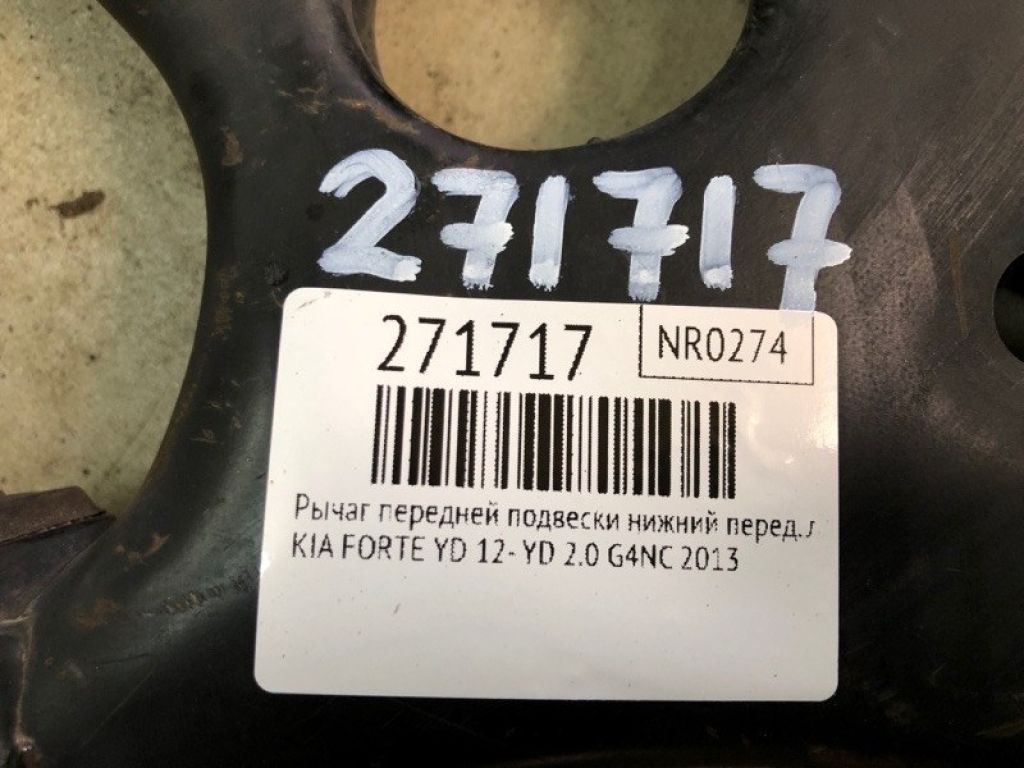 271717
271717 NR0274
Рычаг передней подвески нижний перед.
KIA FORTE YD 12- YD 2.0 G4NC 2013